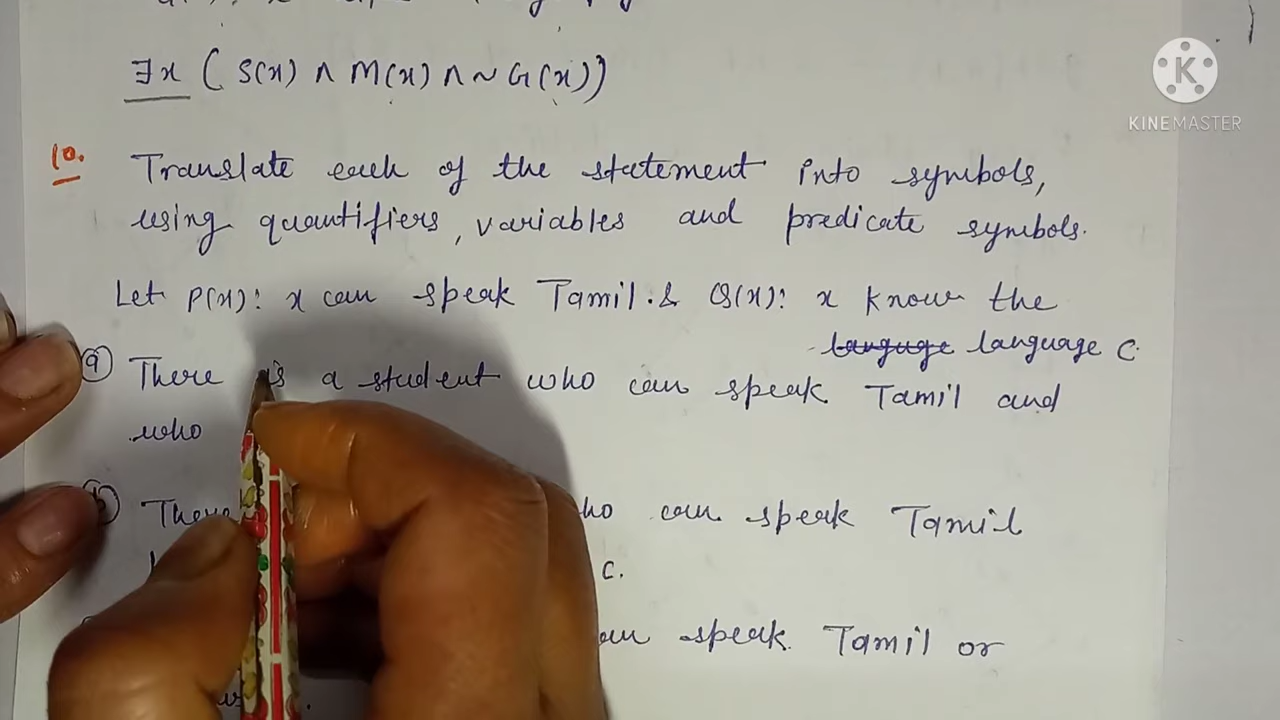 ∃x ( S(x) ∧ M(x) ∧ ~ G(x))
K
KINEMASTER
10. Translate each of the statement into symbols,
using quantifiers, variables and predicate symbols.
Let P(x): x can speak Tamil. & Q(x): x know the
languge language C.
(a) There is a student who can speak Tamil and
who
(b) There who can speak Tamil
C.
can speak Tamil or